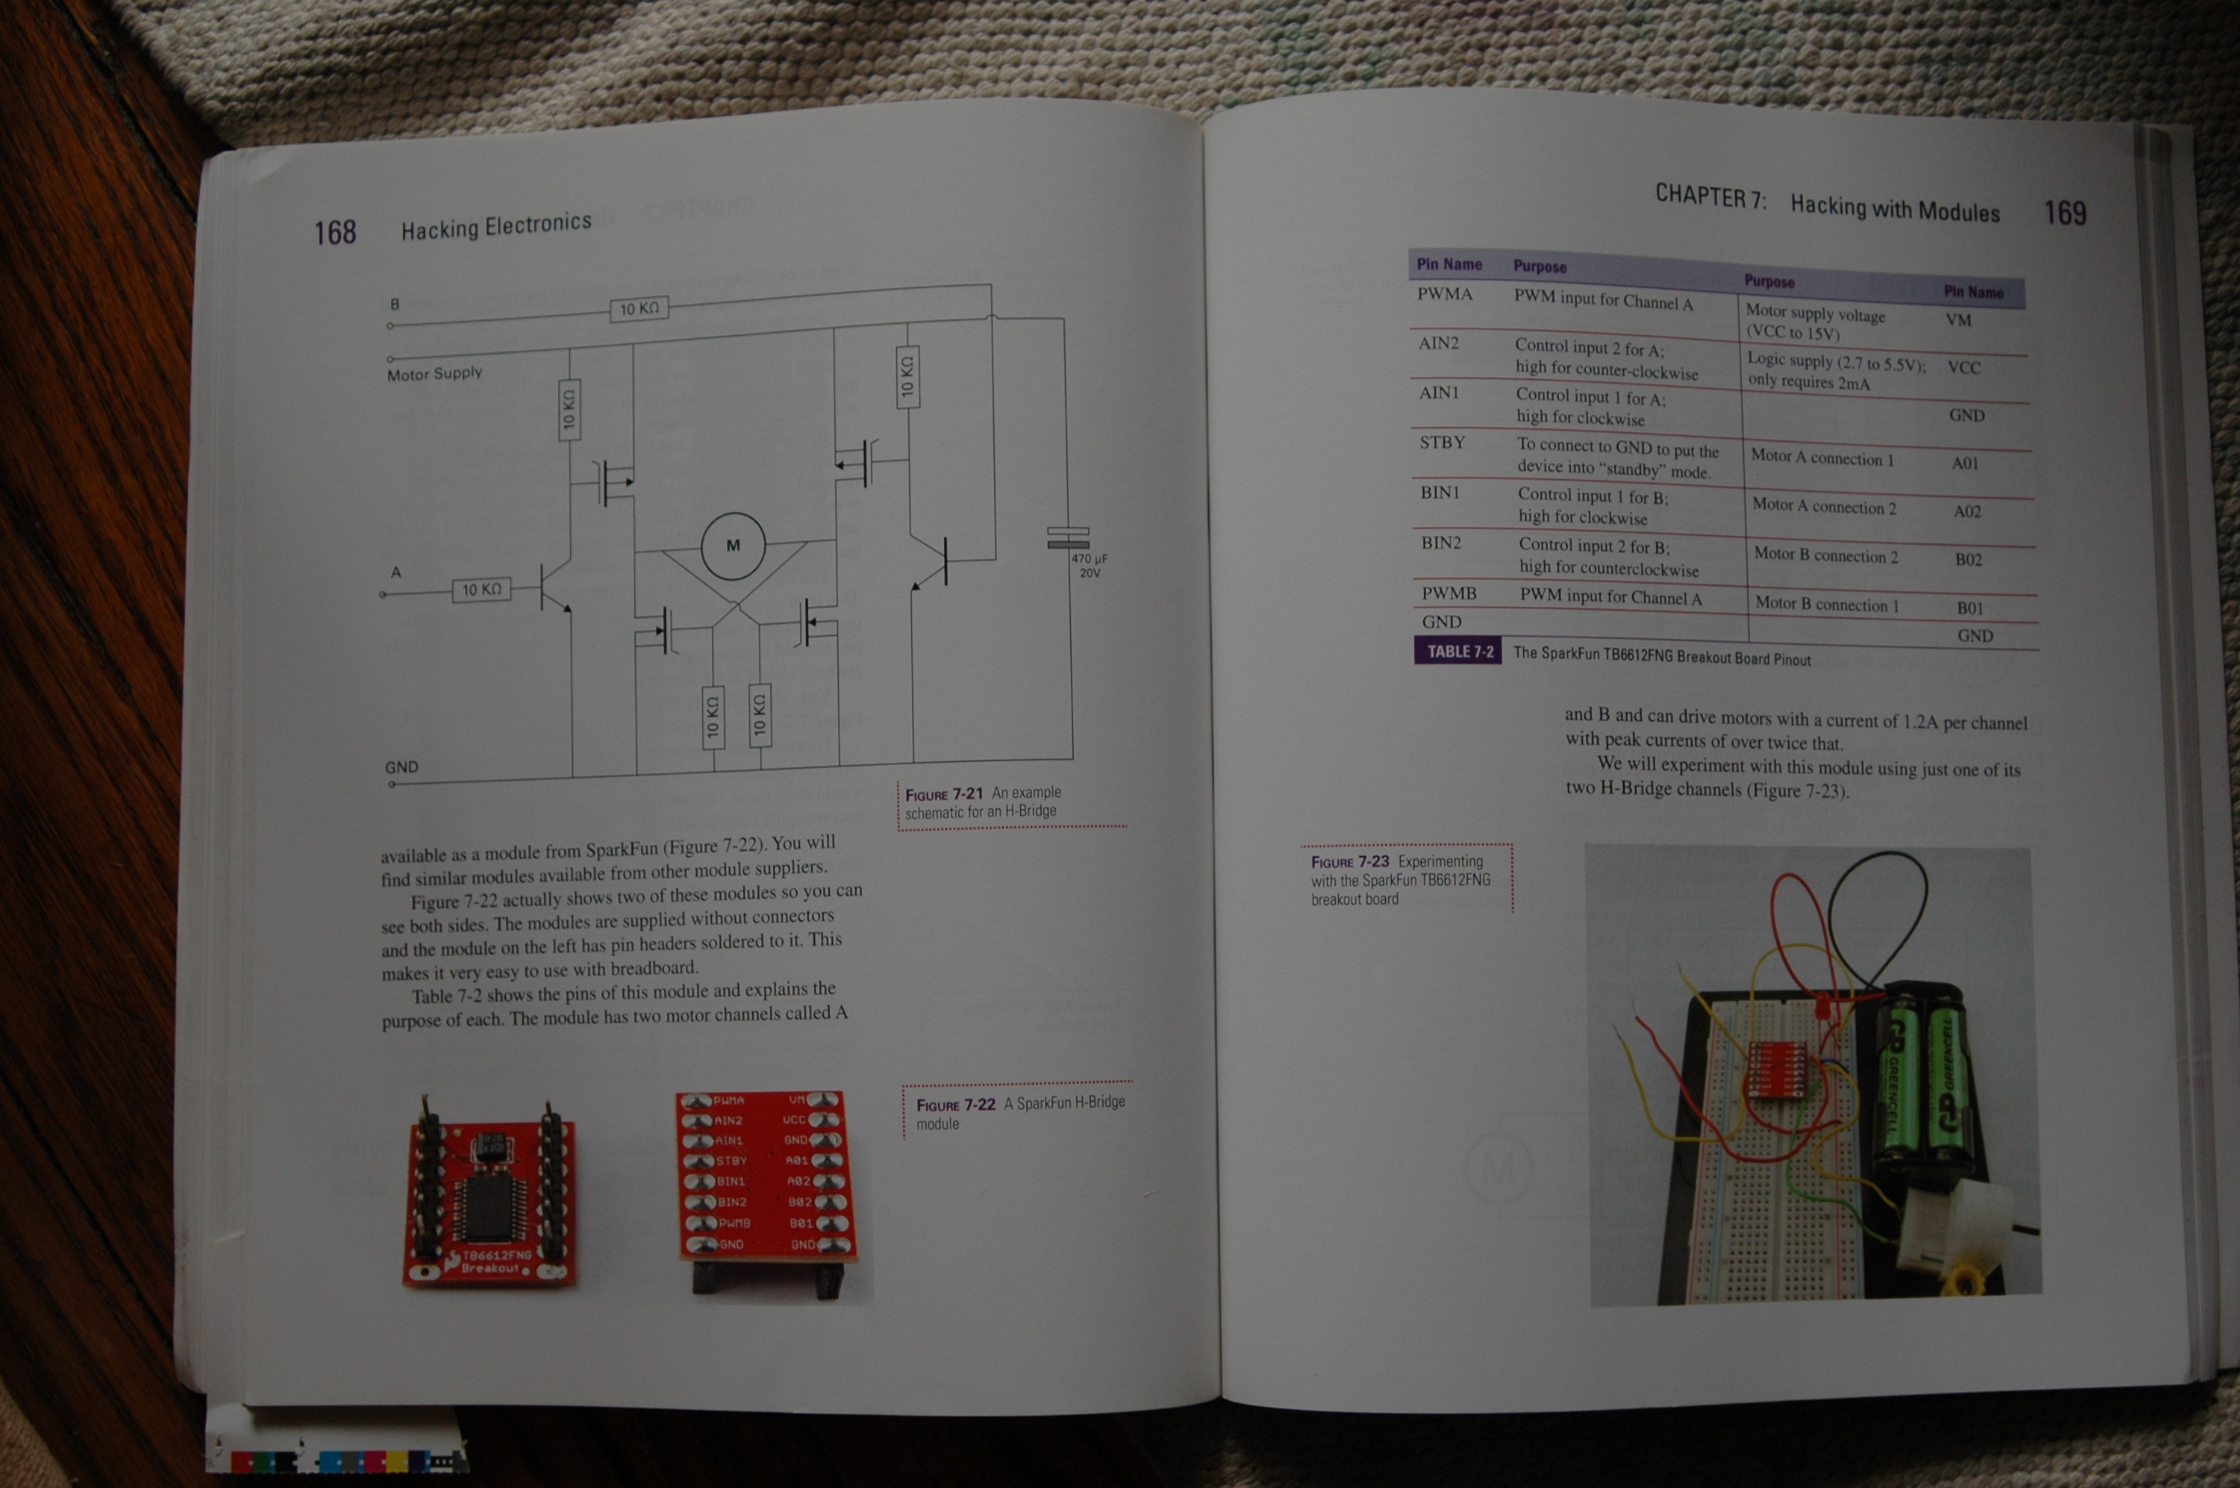 168 Hacking Electronics
B
10 KΩ
Motor Supply
10 KΩ
10 KΩ
M
470 µF
20V
A
10 KΩ
10 KΩ
10 KΩ
GND
FIGURE 7-21 An example
schematic for an H-Bridge
available as a module from SparkFun (Figure 7-22). You will
find similar modules available from other module suppliers.
Figure 7-22 actually shows two of these modules so you can
see both sides. The modules are supplied without connectors
and the module on the left has pin headers soldered to it. This
makes it very easy to use with breadboard.
Table 7-2 shows the pins of this module and explains the
purpose of each. The module has two motor channels called A
TB6612FNG
Breakout
PWMA VM
AIN2 VCC
AIN1 GND
STBY A01
BIN1 A02
BIN2 B02
PWMB B01
GND GND
FIGURE 7-22 A SparkFun H-Bridge
module
CHAPTER 7: Hacking with Modules 169
Pin Name Purpose Purpose Pin Name
PWMA PWM input for Channel A Motor supply voltage VM
(VCC to 15V)
AIN2 Control input 2 for A; Logic supply (2.7 to 5.5V); VCC
high for counter-clockwise only requires 2mA
AIN1 Control input 1 for A; GND
high for clockwise
STBY To connect to GND to put the Motor A connection 1 A01
device into “standby” mode.
BIN1 Control input 1 for B; Motor A connection 2 A02
high for clockwise
BIN2 Control input 2 for B; Motor B connection 2 B02
high for counterclockwise
PWMB PWM input for Channel A Motor B connection 1 B01
GND GND
TABLE 7-2 The SparkFun TB6612FNG Breakout Board Pinout
and B and can drive motors with a current of 1.2A per channel
with peak currents of over twice that.
We will experiment with this module using just one of its
two H-Bridge channels (Figure 7-23).
FIGURE 7-23 Experimenting
with the SparkFun TB6612FNG
breakout board
GP GREENCELL
GP GREENCELL